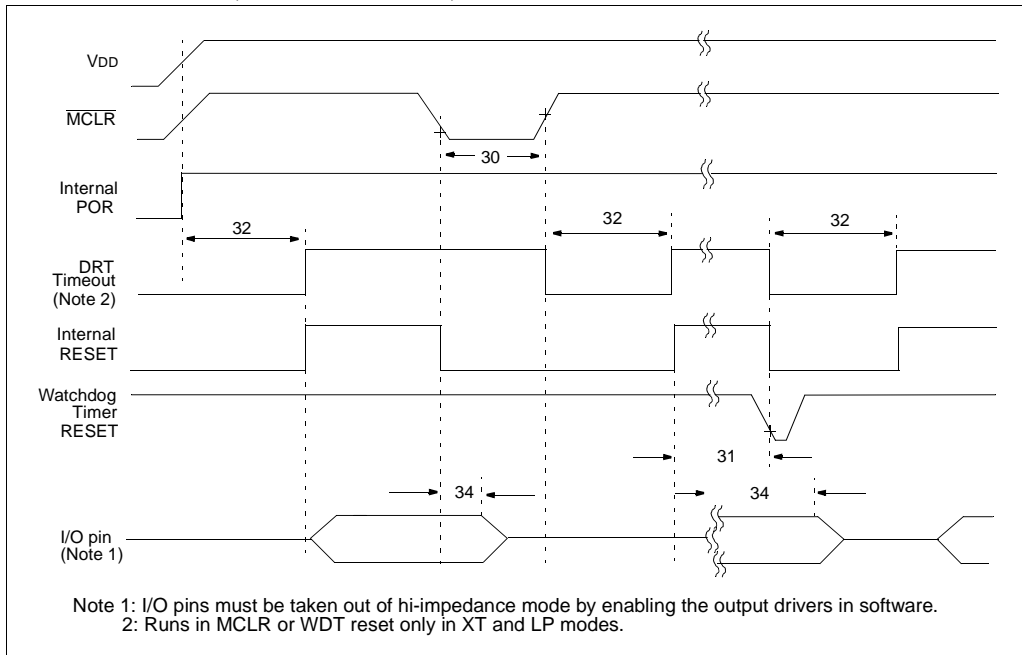 VDD
MCLR
30
Internal
POR
32
32
32
DRT
Timeout
(Note 2)
Internal
RESET
Watchdog
Timer
RESET
31
34
34
I/O pin
(Note 1)
Note 1: I/O pins must be taken out of hi-impedance mode by enabling the output drivers in software.
2: Runs in MCLR or WDT reset only in XT and LP modes.